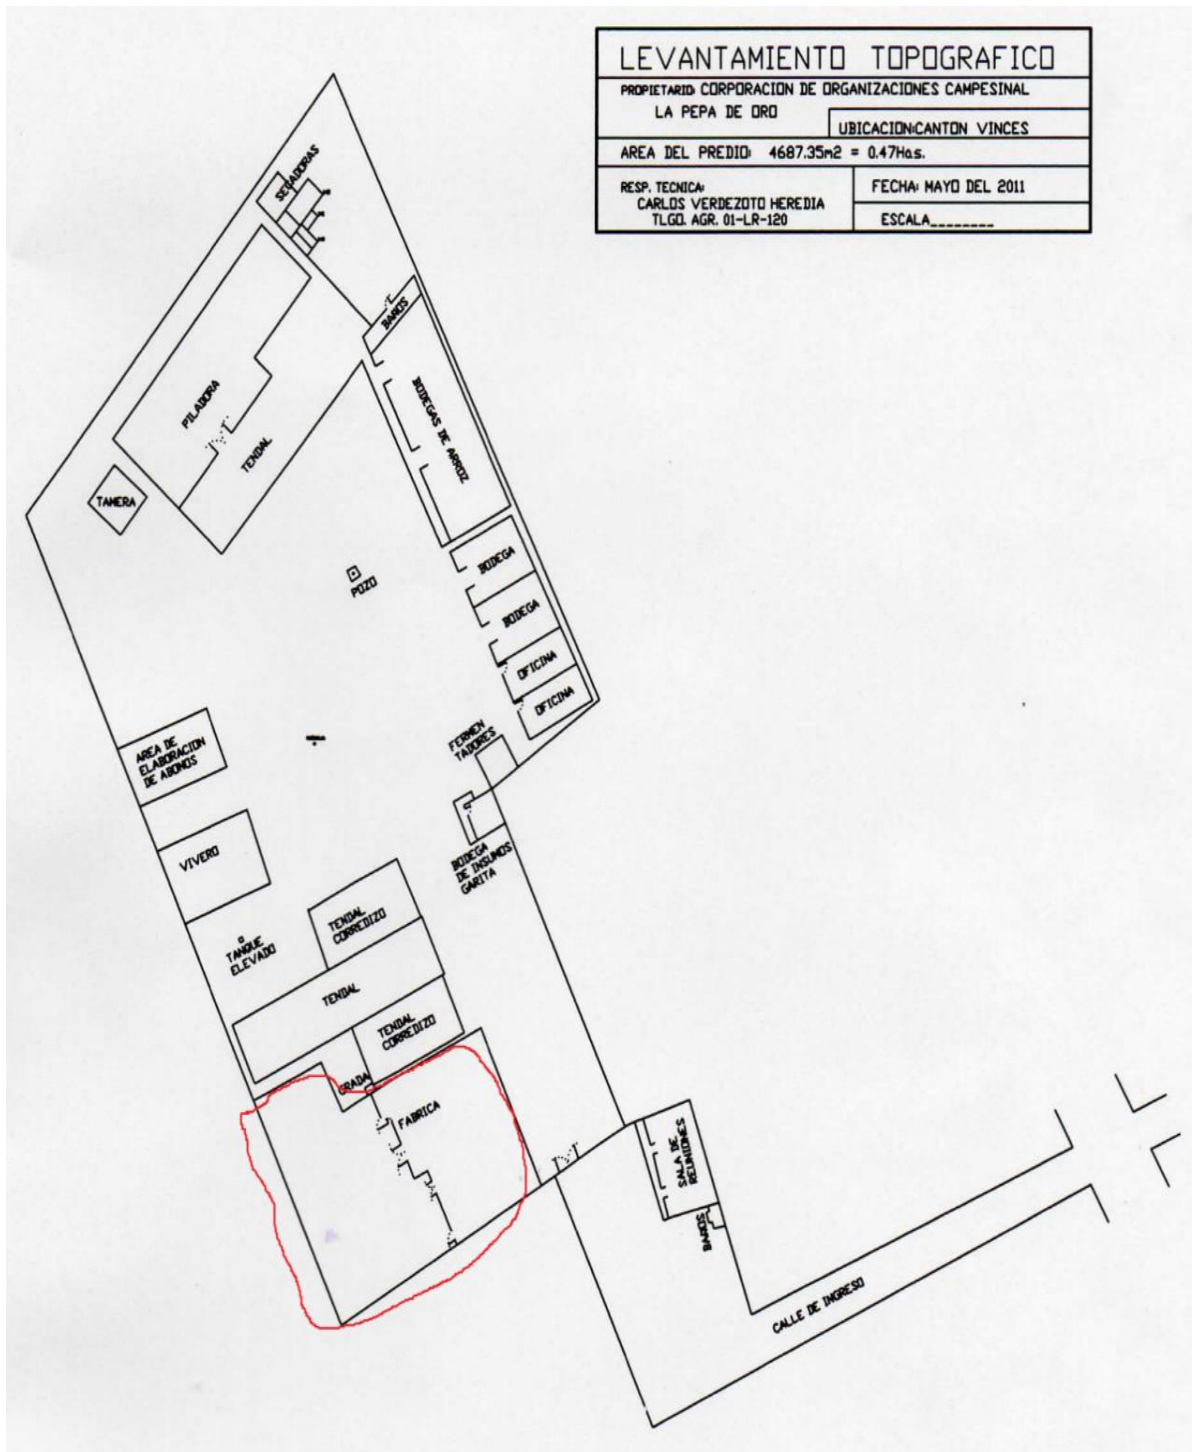 LEVANTAMIENTO TOPOGRAFICO
PROPIETARIO: CORPORACION DE ORGANIZACIONES CAMPESINAL
LA PEPA DE ORO
UBICACION:CANTON VINCES
AREA DEL PREDIO: 4687.35m2 = 0.47Has.
RESP. TECNICA:
CARLOS VERDEZOTO HEREDIA
TLGO. AGR. 01-LR-120
FECHA: MAYO DEL 2011
ESCALA________
SEGADORAS
BAÑOS
PILADORA
BODEGAS DE ARROZ
TENDAL
TAMERA
POZO
BODEGA
BODEGA
OFICINA
OFICINA
FERMEN
TADORES
AREA DE
ELABORACION
DE ABONOS
VIVERO
BODEGA
DE INSUMOS
GARITA
TENDAL
CORREDIZO
TANQUE
ELEVADO
TENDAL
TENDAL
CORREDIZO
GRADA
FABRICA
SALA DE
REUNIONES
BAÑOS
CALLE DE INGRESO